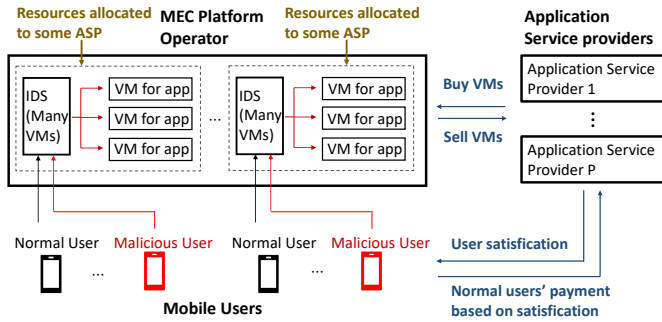 Resources allocated
to some ASP
MEC Platform
Operator
Resources allocated
to some ASP
Application
Service providers
IDS
(Many
VMs)
VM for app
VM for app
VM for app
...
IDS
(Many
VMs)
VM for app
VM for app
VM for app
Buy VMs
Sell VMs
Application Service
Provider 1
...
Application Service
Provider P
Normal User
Malicious User
Normal User
Malicious User
...
...
Mobile Users
User satisfication
Normal users' payment
based on satisfication